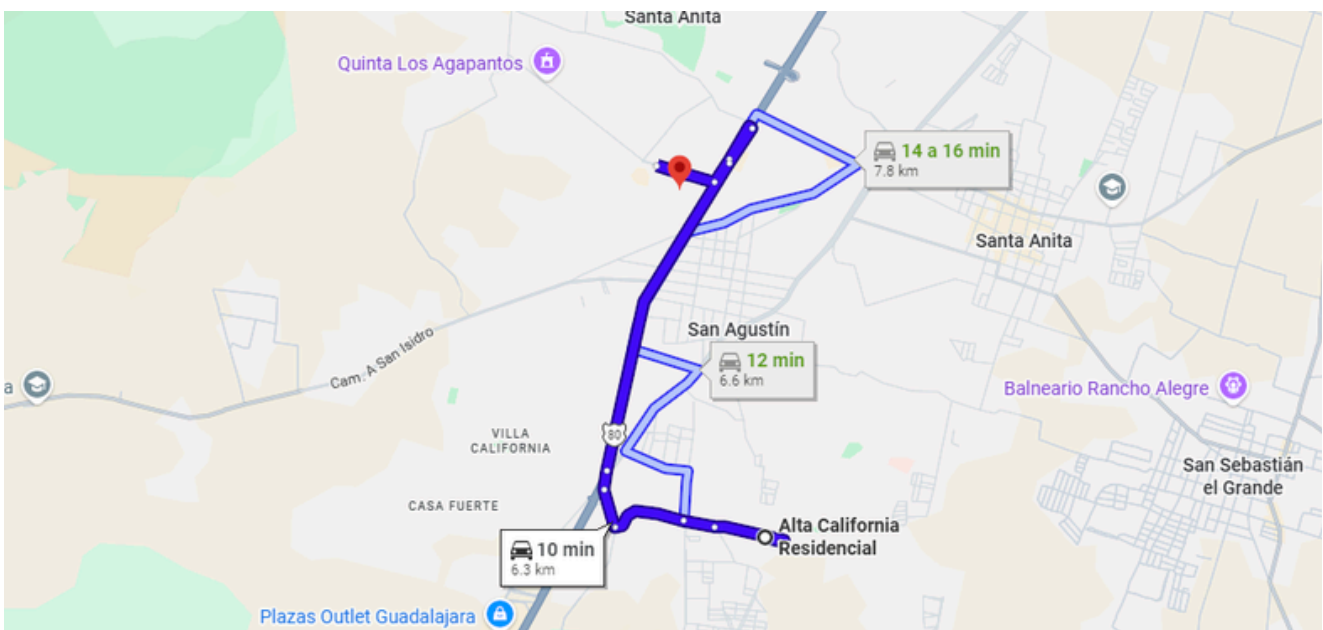 Santa Anita
Quinta Los Agapantos
14 a 16 min
7.8 km
Santa Anita
San Agustín
12 min
6.6 km
Cam. A San Isidro
a
Balneario Rancho Alegre
80
VILLA
CALIFORNIA
San Sebastián
el Grande
CASA FUERTE
Alta California
Residencial
10 min
6.3 km
Plazas Outlet Guadalajara